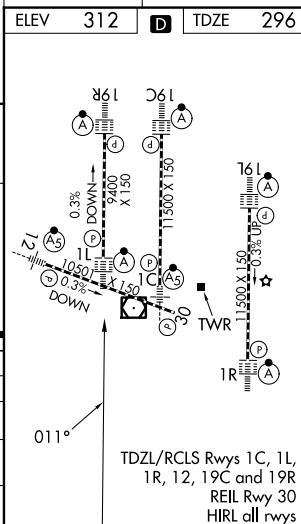 ELEV 312 D TDZE 296
19R 19C
A A
P P
16L
A
P
0.3% DOWN
9400 X 150
11500 X 150
11500 X 150
0.3% UP
12 A5
P
P 1L A
P 1C A5
10501 X 150
0.3% DOWN
30
P
TWR
P
1R A
011°
TDZL/RCLS Rwys 1C, 1L,
1R, 12, 19C and 19R
REIL Rwy 30
HIRL all rwys